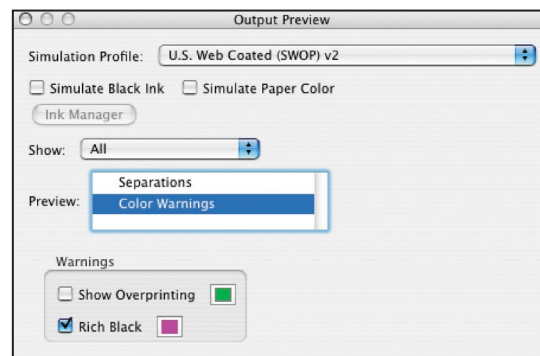 Output Preview
Simulation Profile: U.S. Web Coated (SWOP) v2
Simulate Black Ink Simulate Paper Color
Ink Manager
Show: All
Separations
Preview: Color Warnings
Warnings
Show Overprinting
Rich Black